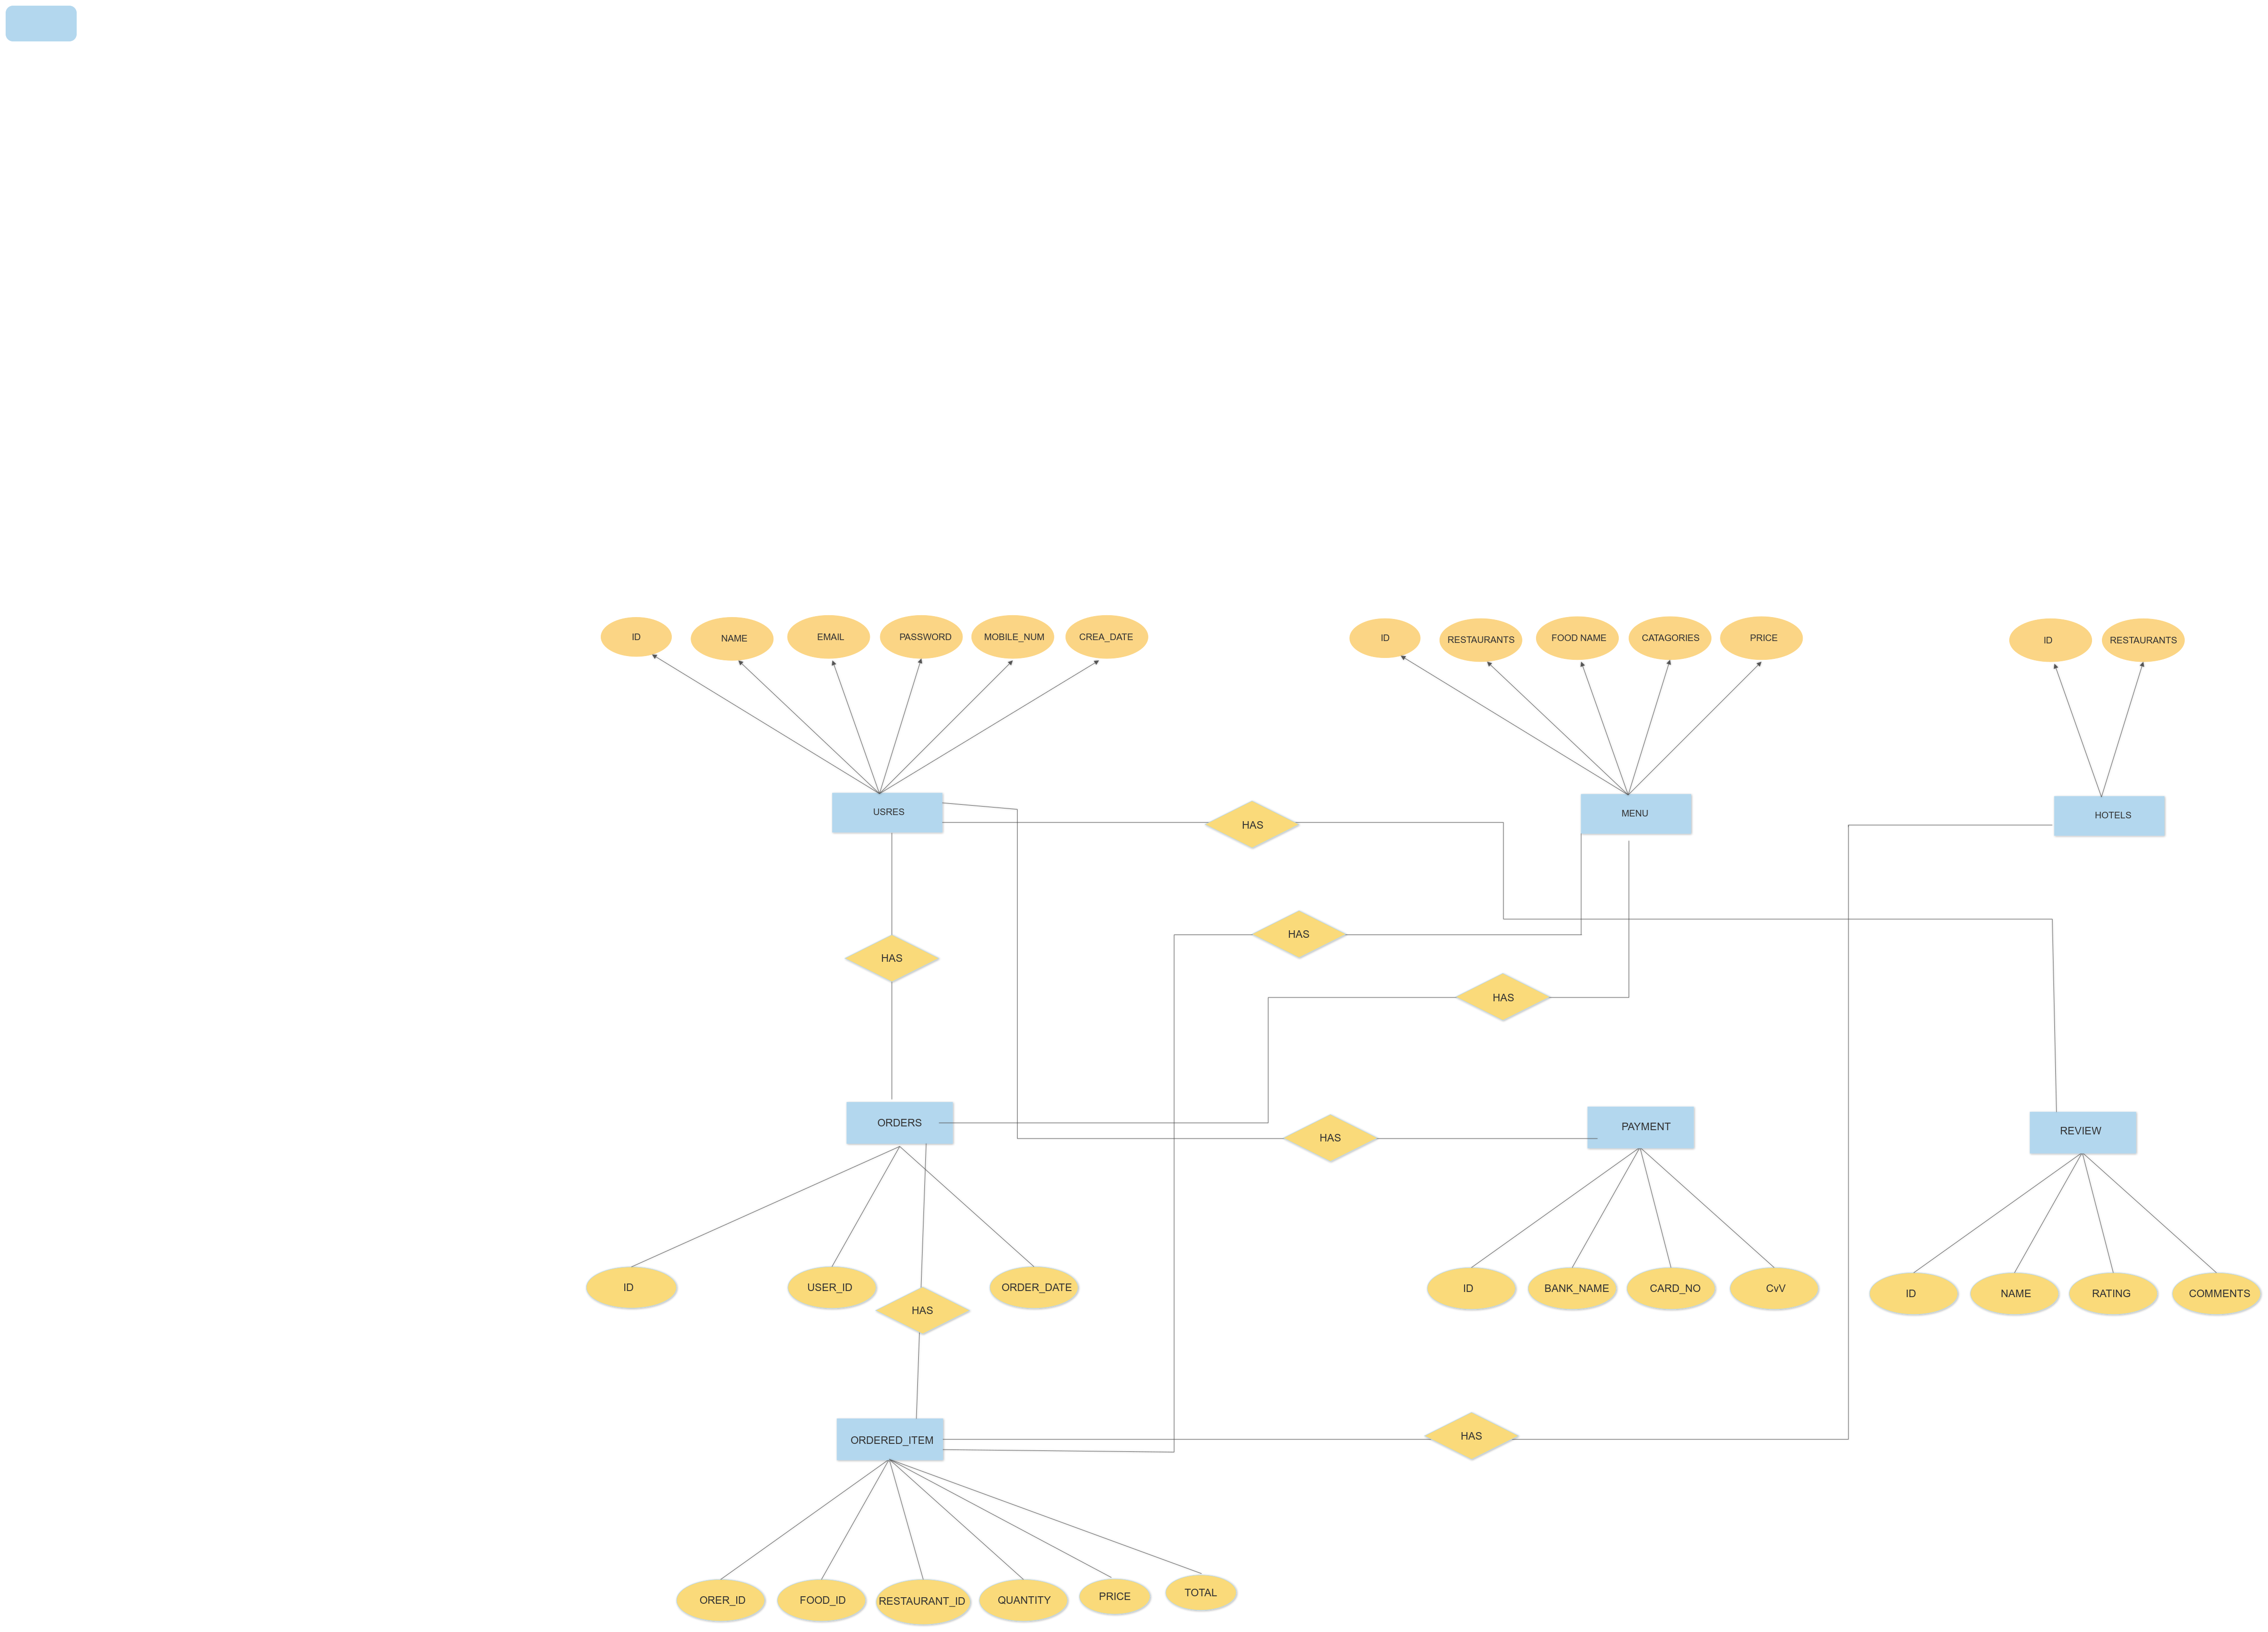 ID
NAME
EMAIL
PASSWORD
MOBILE_NUM
CREA_DATE
ID
RESTAURANTS
FOOD NAME
CATAGORIES
PRICE
ID
RESTAURANTS
USRES
HAS
MENU
HOTELS
HAS
HAS
HAS
ORDERS
HAS
PAYMENT
REVIEW
ID
USER_ID
ORDER_DATE
HAS
ID
BANK_NAME
CARD_NO
CvV
ID
NAME
RATING
COMMENTS
ORDERED_ITEM
HAS
ORER_ID
FOOD_ID
RESTAURANT_ID
QUANTITY
PRICE
TOTAL